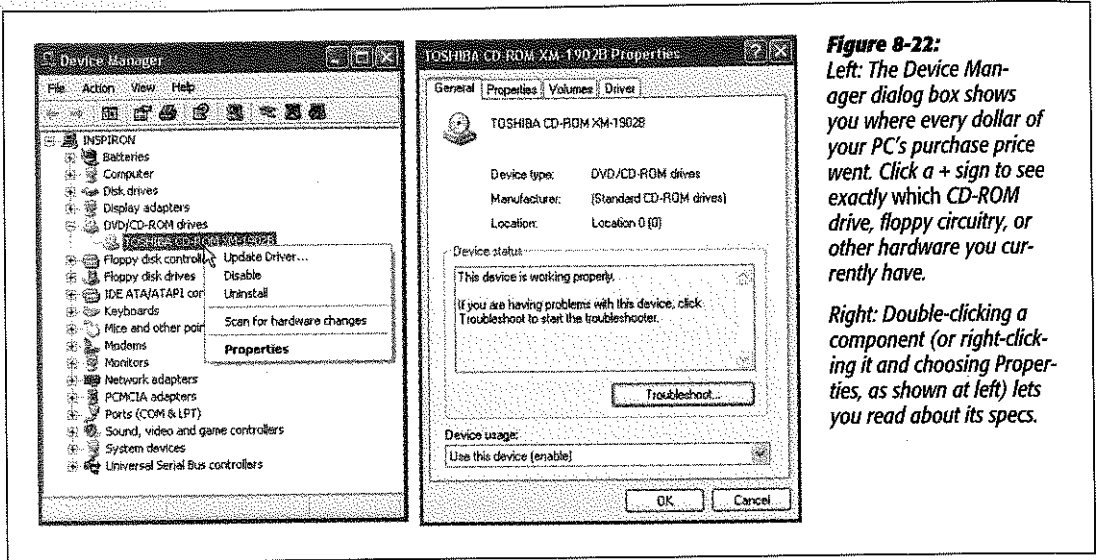 Device Manager
File Action View Help
INSPIRON
Batteries
Computer
Disk drives
Display adapters
DVD/CD-ROM drives
TOSHIBA CD-ROM XM-1902B
Floppy disk controll
Floppy disk drives
IDE ATA/ATAPI con
Keyboards
Mice and other poin
Modems
Monitors
Network adapters
PCMCIA adapters
Ports (COM & LPT)
Sound, video and game controllers
System devices
Universal Serial Bus controllers
Update Driver...
Disable
Uninstall
Scan for hardware changes
Properties
TOSHIBA CD-ROM XM-1902B Properties
General Properties Volumes Driver
TOSHIBA CD-ROM XM-1902B
Device type: DVD/CD-ROM drives
Manufacturer: (Standard CD-ROM drives)
Location: Location 0 (0)
Device status
This device is working properly.
If you are having problems with this device, click
Troubleshoot to start the troubleshooter.
Troubleshoot...
Device usage:
Use this device (enable)
OK Cancel
Figure 8-22:
Left: The Device Man-
ager dialog box shows
you where every dollar of
your PC's purchase price
went. Click a + sign to see
exactly which CD-ROM
drive, floppy circuitry, or
other hardware you cur-
rently have.
Right: Double-clicking a
component (or right-click-
ing it and choosing Proper-
ties, as shown at left) lets
you read about its specs.